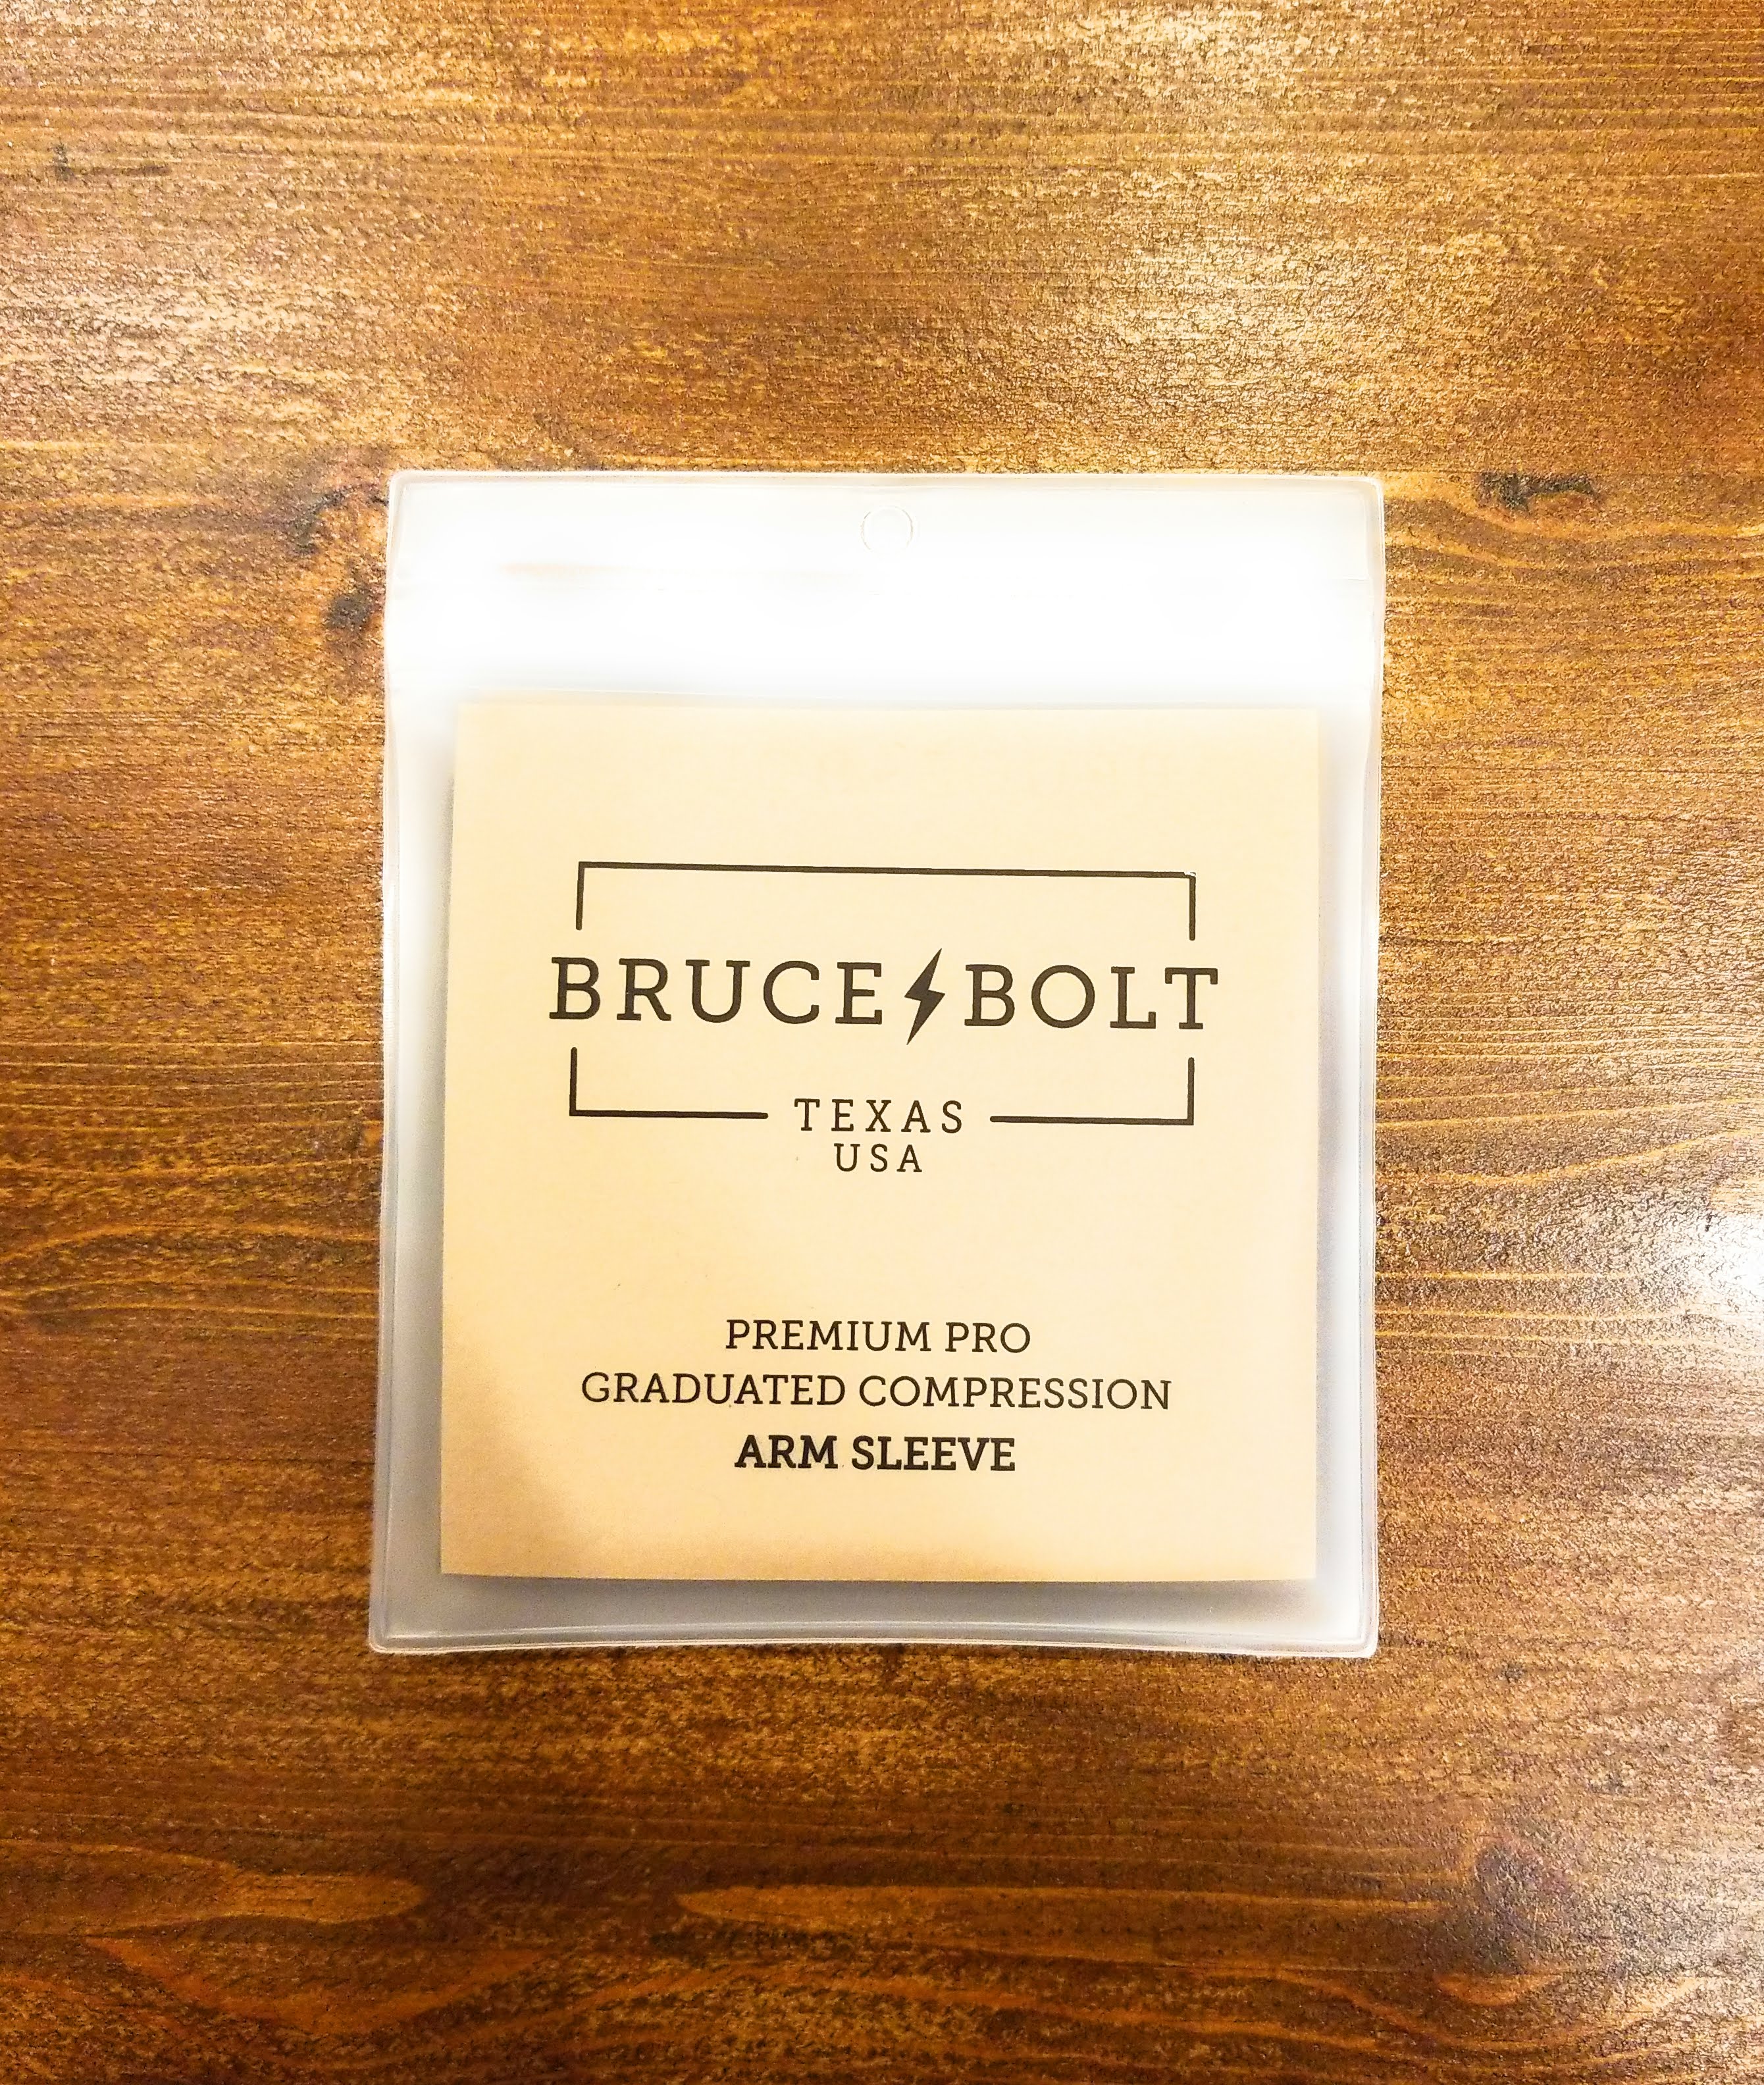 BRUCE BOLT
TEXAS
USA
PREMIUM PRO
GRADUATED COMPRESSION
ARM SLEEVE